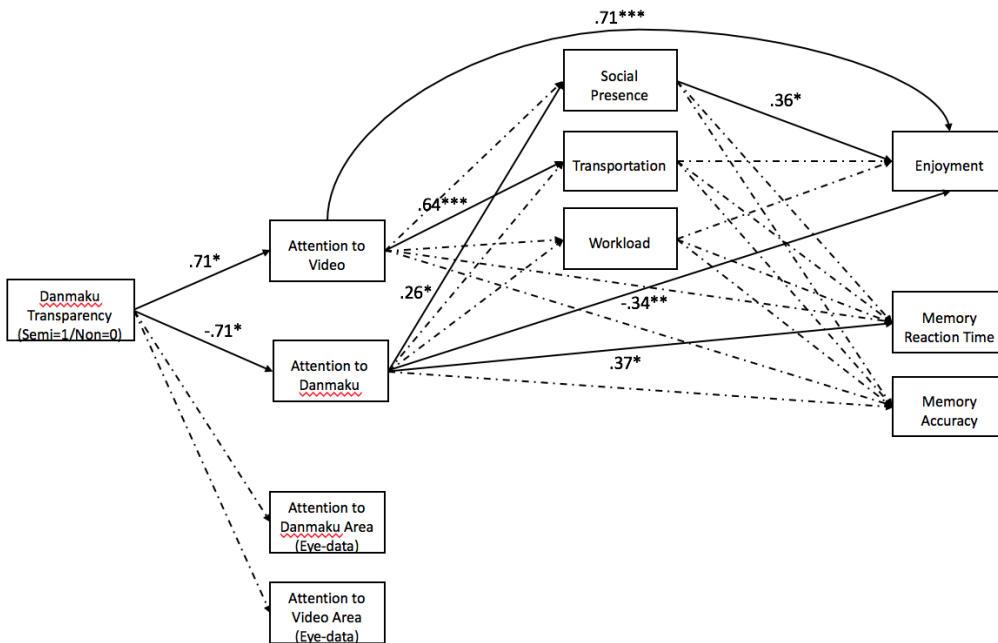 .71***
Social
Presence
.36*
Transportation
Enjoyment
.64***
Attention to
Video
Workload
.71*
.26*
Danmaku
Transparency
(Semi=1/Non=0)
-.71*
-.34**
Memory
Reaction Time
Attention to
Danmaku
.37*
Memory
Accuracy
Attention to
Danmaku Area
(Eye-data)
Attention to
Video Area
(Eye-data)